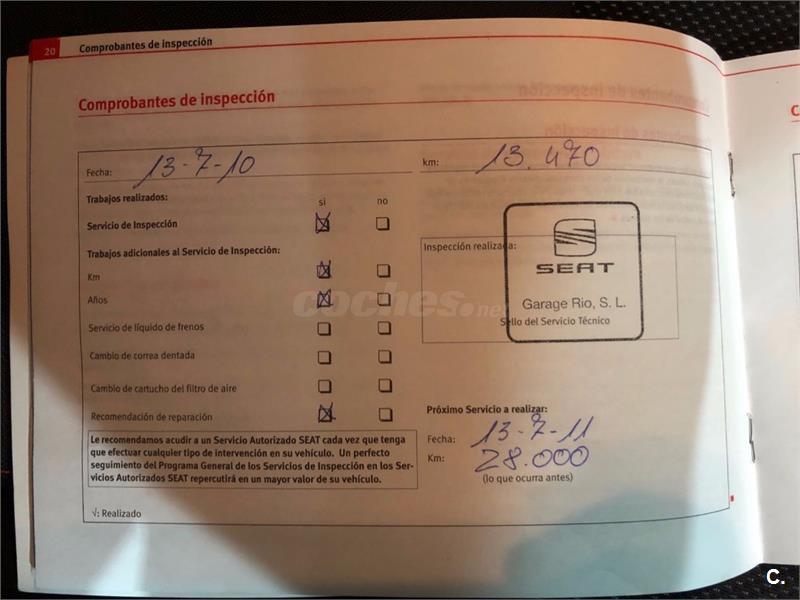 20 Comprobantes de inspección
Comprobantes de inspección
Fecha: 13-7-10 km: 13.470
Trabajos realizados: si no
Servicio de Inspección
Trabajos adicionales al Servicio de Inspección:
Km
Años
Servicio de líquido de frenos
Cambio de correa dentada
Cambio de cartucho del filtro de aire
Recomendación de reparación
Le recomendamos acudir a un Servicio Autorizado SEAT cada vez que tenga
que efectuar cualquier tipo de intervención en su vehículo. Un perfecto
seguimiento del Programa General de los Servicios de Inspección en los Ser-
vicios Autorizados SEAT repercutirá en un mayor valor de su vehículo.
√: Realizado
Inspección realizada:
SEAT
Garage Rio, S. L.
Sello del Servicio Técnico
Próximo Servicio a realizar:
Fecha: 13-7-11
Km: 28.000
(lo que ocurra antes)
coches.net
C.